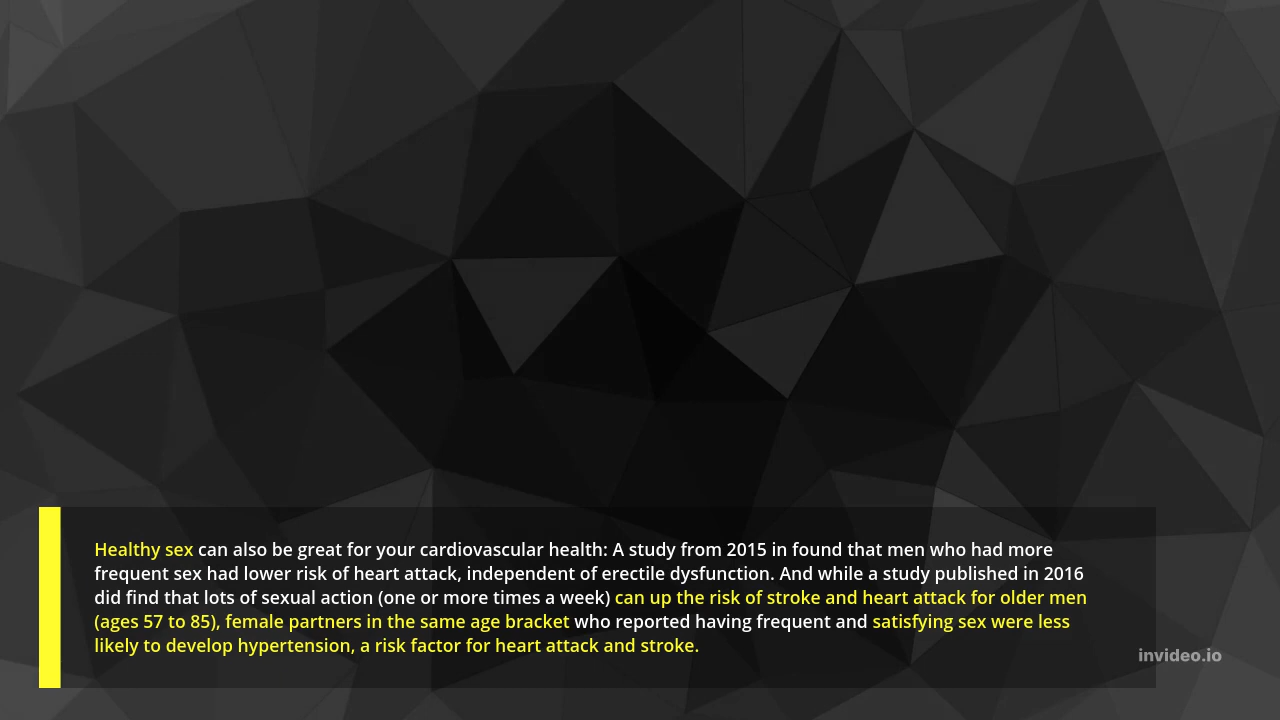 Healthy sex can also be great for your cardiovascular health: A study from 2015 in found that men who had more
frequent sex had lower risk of heart attack, independent of erectile dysfunction. And while a study published in 2016
did find that lots of sexual action (one or more times a week) can up the risk of stroke and heart attack for older men
(ages 57 to 85), female partners in the same age bracket who reported having frequent and satisfying sex were less
likely to develop hypertension, a risk factor for heart attack and stroke.
invideo.io